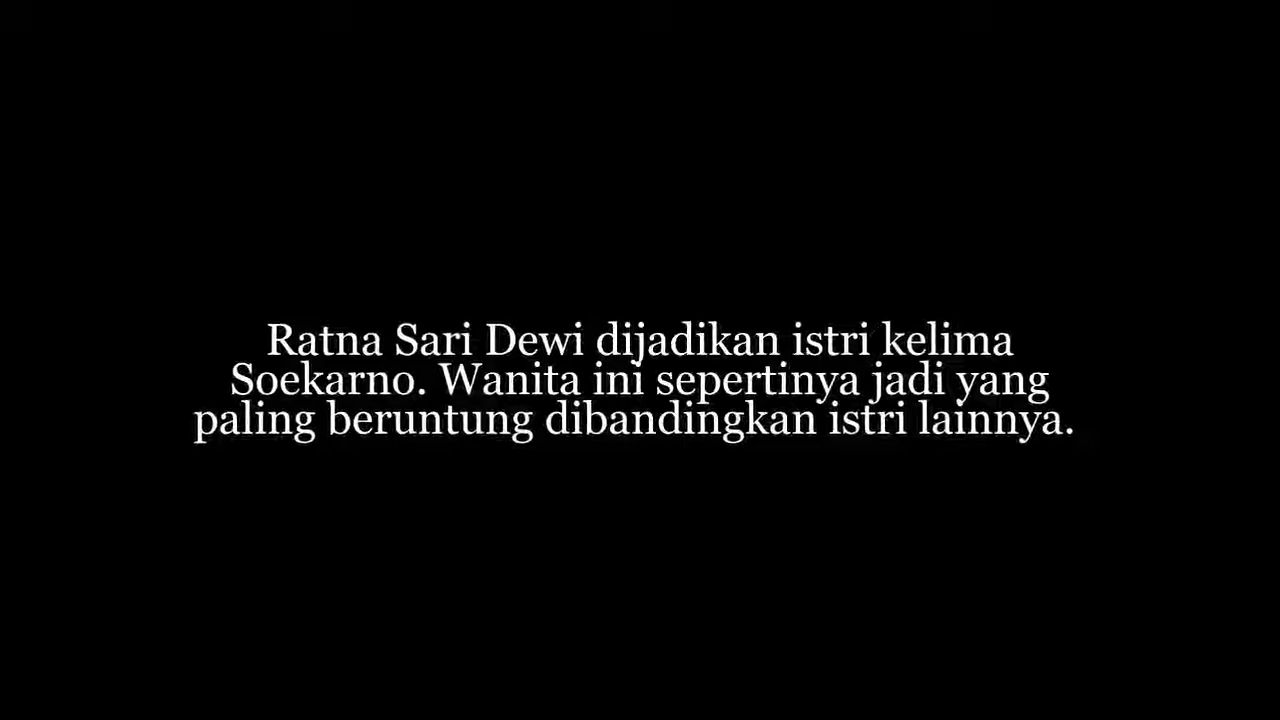 Ratna Sari Dewi dijadikan istri kelima
Soekarno. Wanita ini sepertinya jadi yang
paling beruntung dibandingkan istri lainnya.